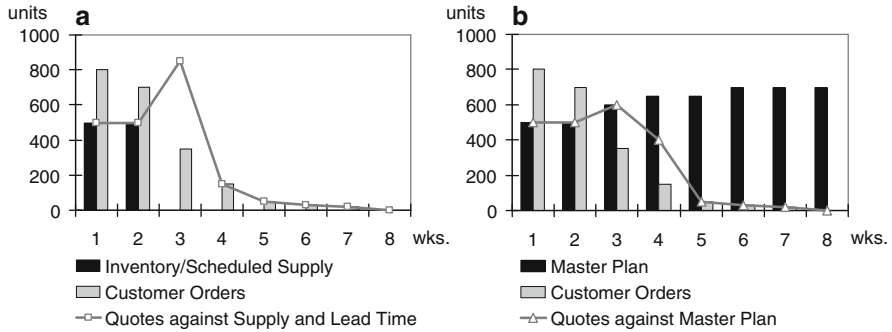 a
units
1000
800
600
400
200
0
1 2 3 4 5 6 7 8 wks.
Inventory/Scheduled Supply
Customer Orders
Quotes against Supply and Lead Time
b
units
1000
800
600
400
200
0
1 2 3 4 5 6 7 8 wks.
Master Plan
Customer Orders
Quotes against Master Plan